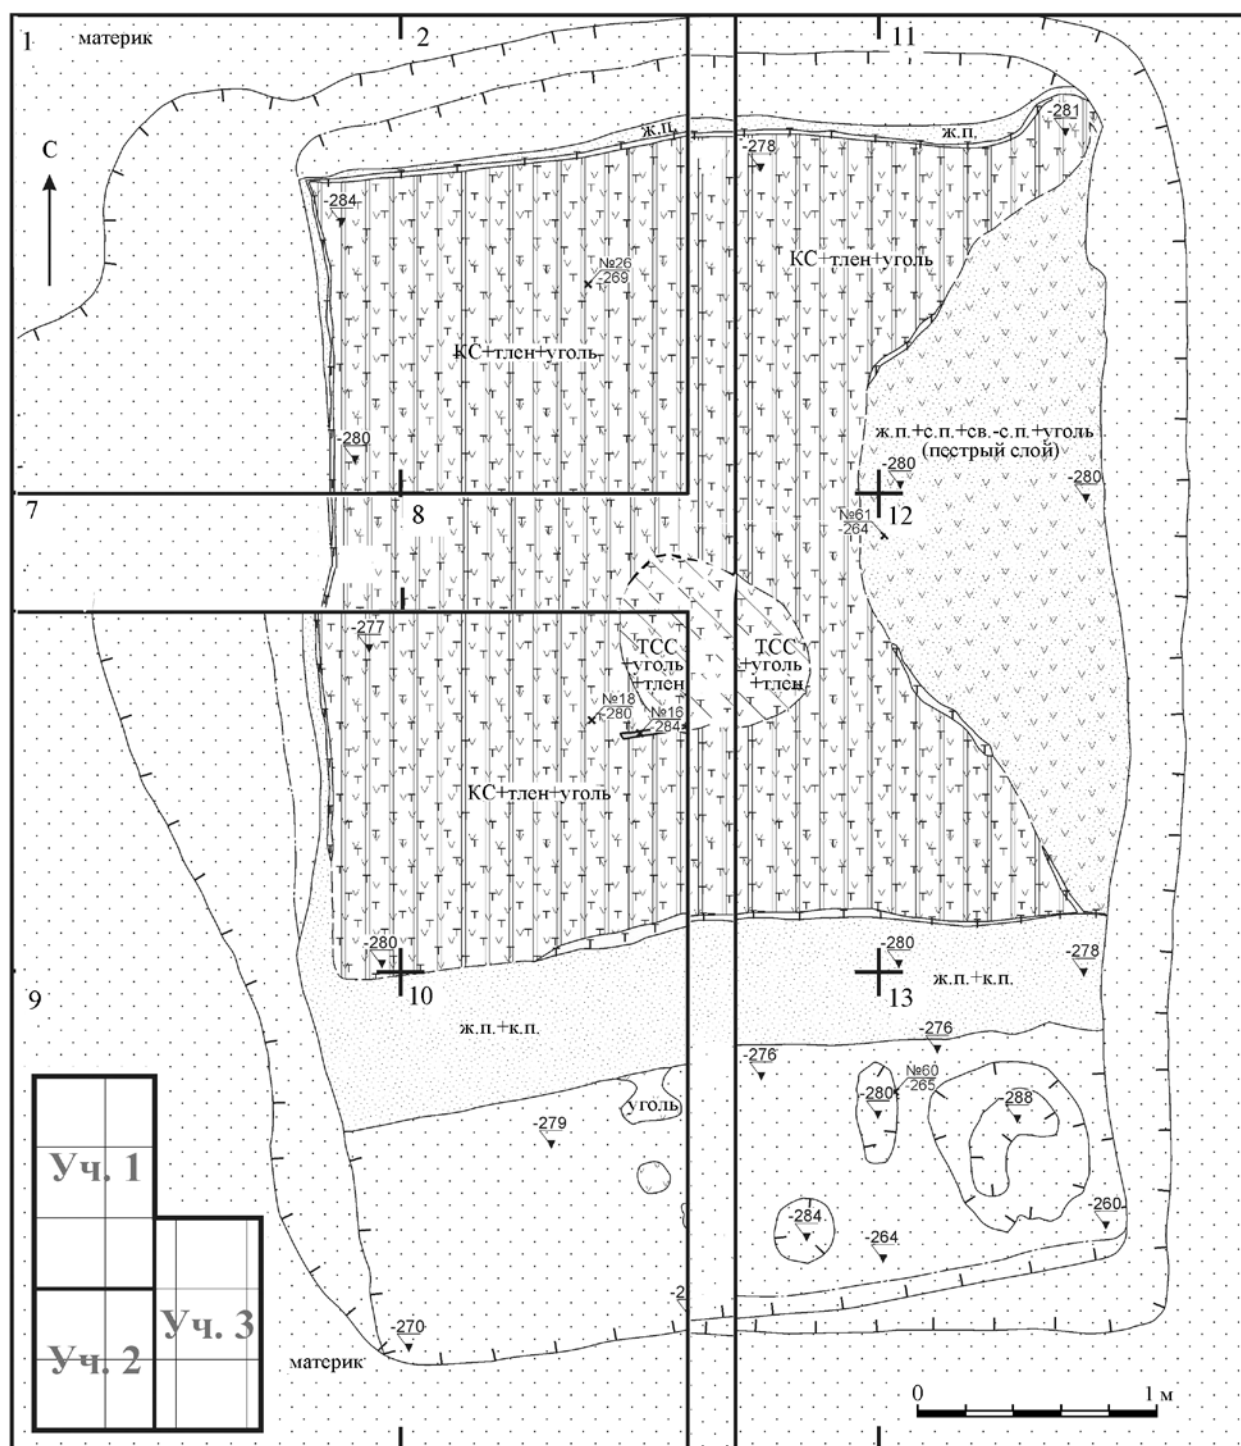 1
материк
2
11
С
ж.п.
ж.п.
-281
-278
-284
№26
-269
КС+тлен+уголь
КС+тлен+уголь
-280
ж.п.+с.п.+св.-с.п.+уголь
(пестрый слой)
-280
-280
7
8
№61
-264
12
-277
ТСС
+уголь
+тлен
ТСС
+уголь
+тлен
№18
-280
№16
-284
КС+тлен+уголь
-280
-280
-278
9
10
13
ж.п.+к.п.
ж.п.+к.п.
-276
-276
№60
-265
уголь
-280
-288
-279
Уч. 1
-284
-260
-264
Уч. 3
Уч. 2
-270
материк
0
1 м